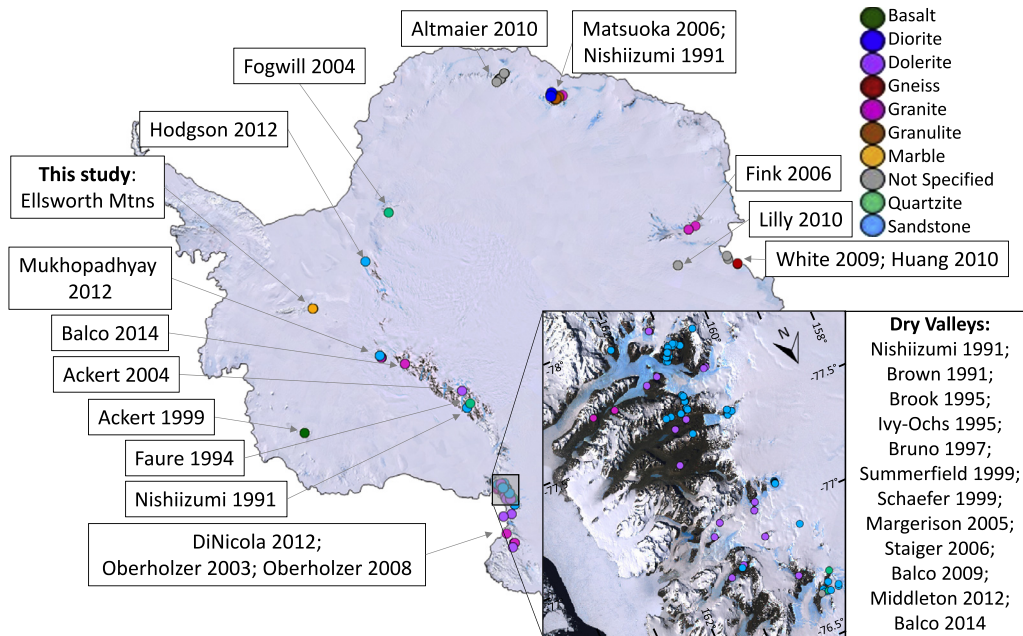 Altmaier 2010
Matsuoka 2006;
Nishiizumi 1991
Fogwill 2004
Hodgson 2012
This study:
Ellsworth Mtns
Mukhopadhyay
2012
Balco 2014
Ackert 2004
Ackert 1999
Faure 1994
Nishiizumi 1991
DiNicola 2012;
Oberholzer 2003; Oberholzer 2008
Basalt
Diorite
Dolerite
Gneiss
Granite
Granulite
Marble
Not Specified
Quartzite
Sandstone
Fink 2006
Lilly 2010
White 2009; Huang 2010
160°
158°
N
-78°
-77.5°
-77.5°
-77°
162°
-76.5°
Dry Valleys:
Nishiizumi 1991;
Brown 1991;
Brook 1995;
Ivy-Ochs 1995;
Bruno 1997;
Summerfield 1999;
Schaefer 1999;
Margerison 2005;
Staiger 2006;
Balco 2009;
Middleton 2012;
Balco 2014